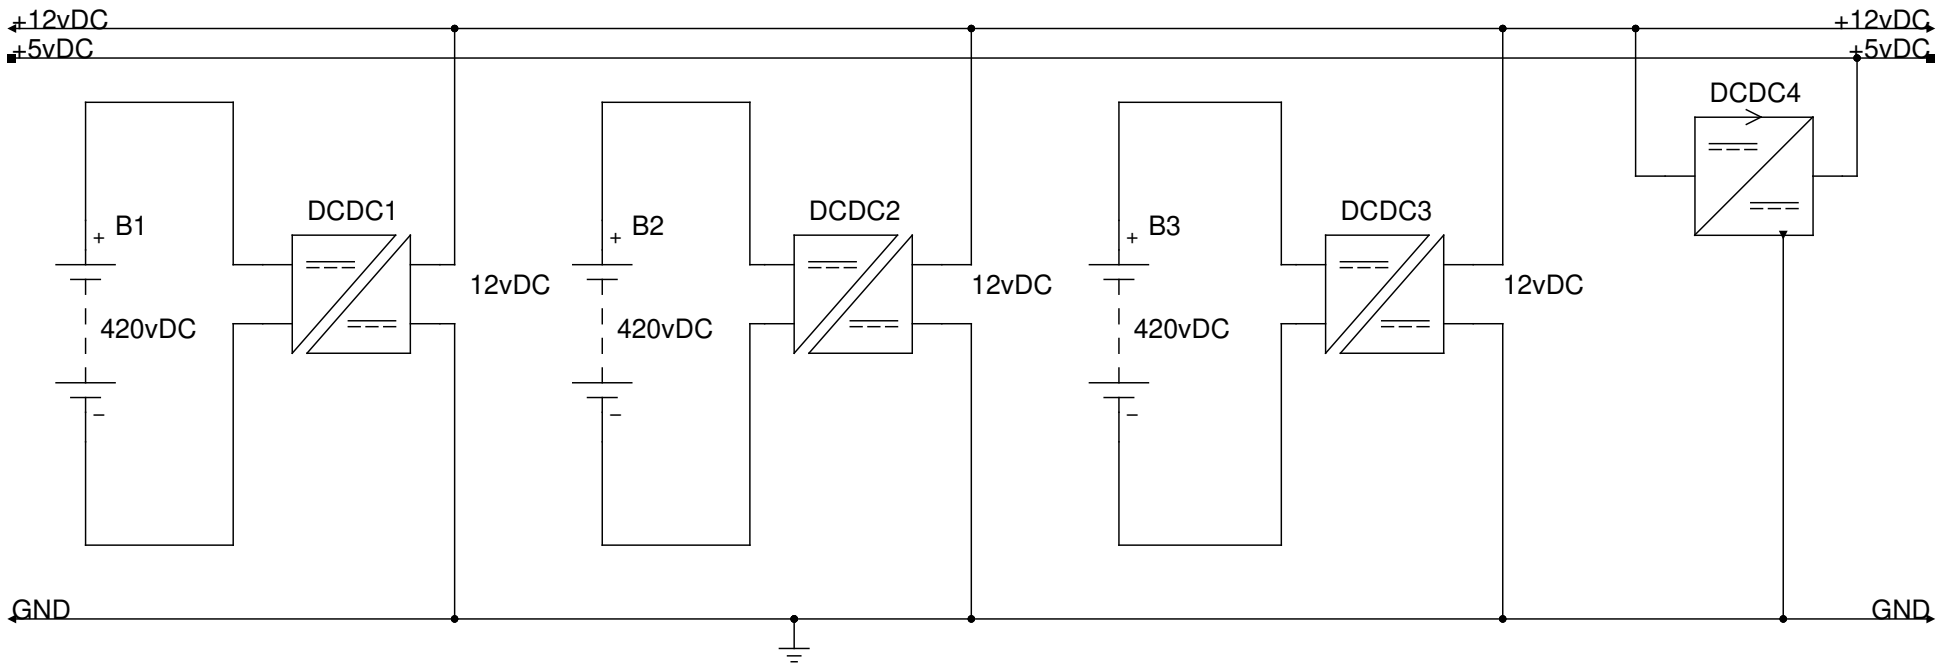 +12vDC
+12vDC
+5vDC
+5vDC
DCDC4
DCDC1
DCDC2
DCDC3
+ B1
+ B2
+ B3
12vDC
12vDC
12vDC
420vDC
420vDC
420vDC
−
−
−
GND
GND